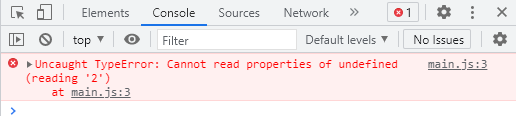 Elements Console Sources Network » 1
top Filter Default levels No Issues
Uncaught TypeError: Cannot read properties of undefined main.js:3
(reading '2')
at main.js:3